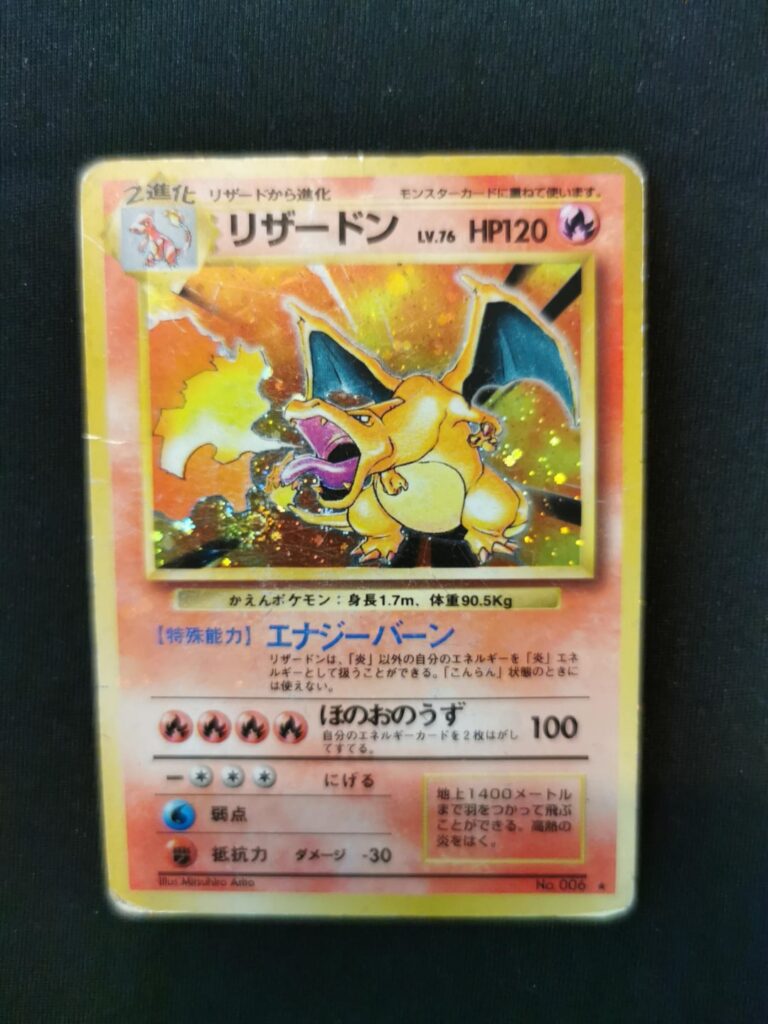 2進化 リザードから進化 モンスターカードに重ねて使います。
リザードン LV.76 HP120
かえんポケモン：身長1.7m、体重90.5Kg
【特殊能力】エナジーバーン
リザードンは、「炎」以外の自分のエネルギーを「炎」エネ
ルギーとして扱うことができる。「こんらん」状態のときに
は使えない。
ほのおのうず 100
自分のエネルギーカードを2枚はがし
てすてる。
にげる
弱点
抵抗力 ダメージ -30
地上1400メートル
まで羽をつかって飛ぶ
ことができる。高熱の
炎をはく。
Illus. Mitsuhiro Arita
No. 006 ★